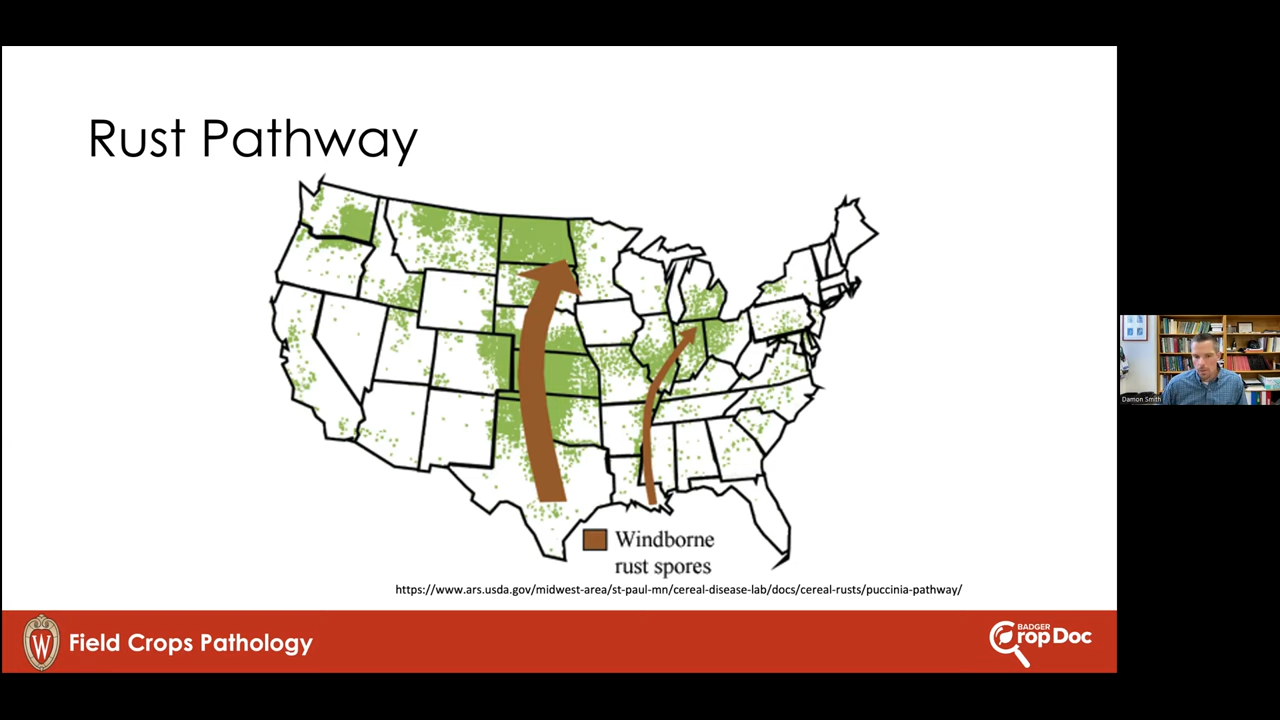 Rust Pathway
Windborne
rust spores
https://www.ars.usda.gov/midwest-area/st-paul-mn/cereal-disease-lab/docs/cereal-rusts/puccinia-pathway/
Damon Smith
W
Field Crops Pathology
BADGER
CropDoc